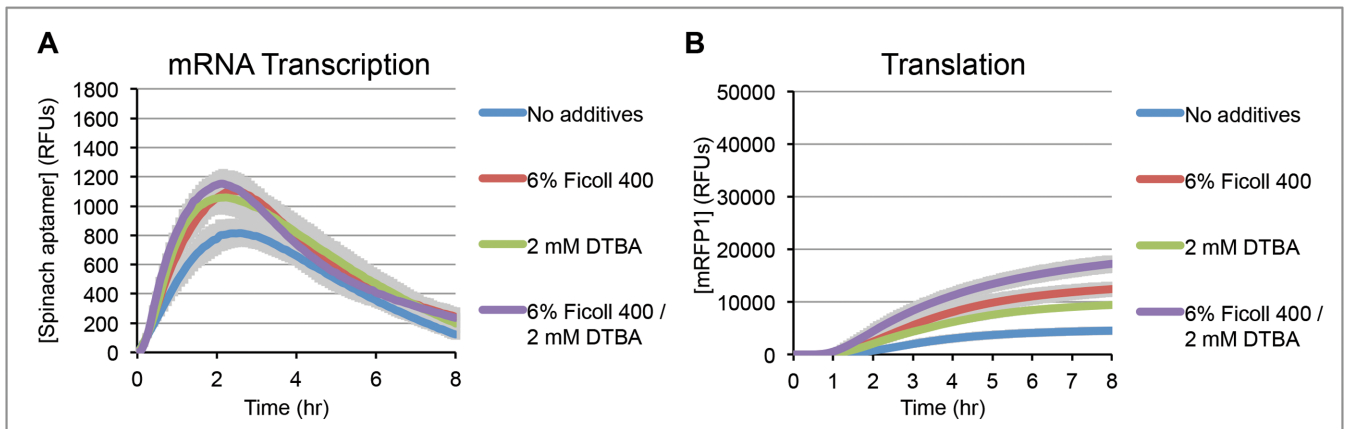 A
mRNA Transcription
[Spinach aptamer] (RFUs)
1800
1600
1400
1200
1000
800
600
400
200
0
0 2 4 6 8
Time (hr)
No additives
6% Ficoll 400
2 mM DTBA
6% Ficoll 400 /
2 mM DTBA
B
Translation
[mRFP1] (RFUs)
50000
40000
30000
20000
10000
0
0 1 2 3 4 5 6 7 8
Time (hr)
No additives
6% Ficoll 400
2 mM DTBA
6% Ficoll 400 /
2 mM DTBA